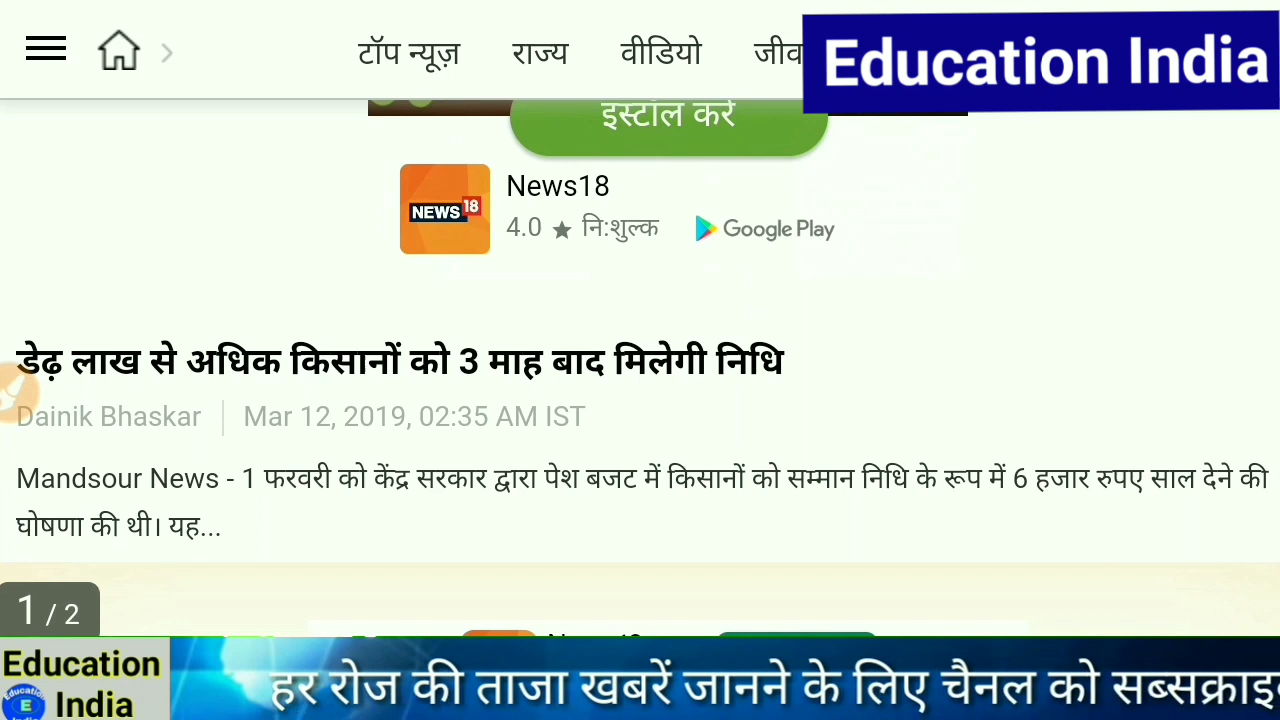 टॉप न्यूज़ राज्य वीडियो जीव
Education India
इंस्टॉल करें
News18
NEWS 18
4.0 ★ नि:शुल्क Google Play
डेढ़ लाख से अधिक किसानों को 3 माह बाद मिलेगी निधि
Dainik Bhaskar | Mar 12, 2019, 02:35 AM IST
Mandsour News - 1 फरवरी को केंद्र सरकार द्वारा पेश बजट में किसानों को सम्मान निधि के रूप में 6 हजार रुपए साल देने की
घोषणा की थी। यह...
1 / 2
Education
India
हर रोज की ताजा खबरें जानने के लिए चैनल को सब्सक्राइ